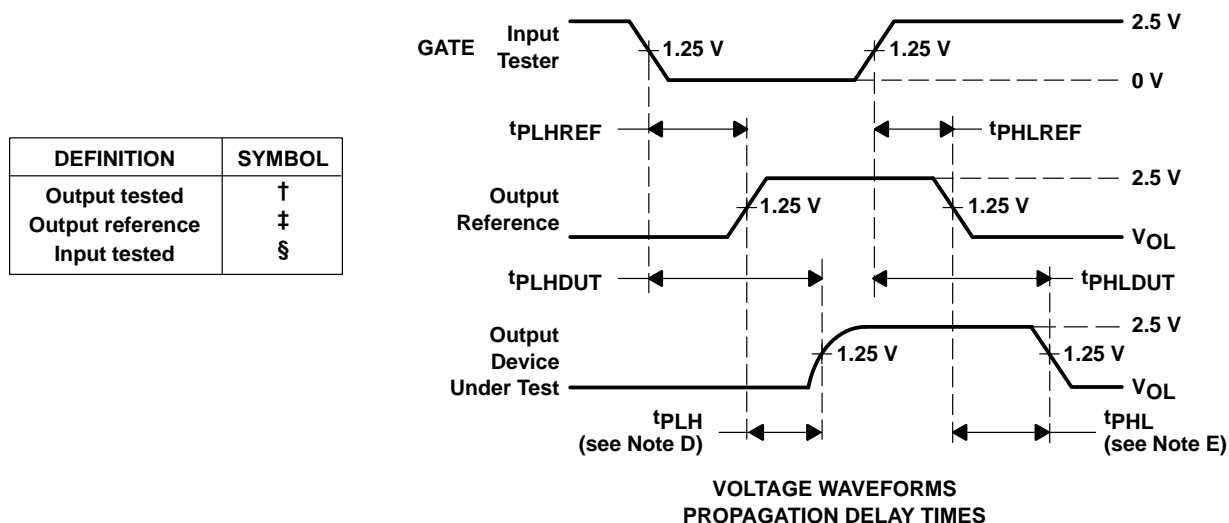 DEFINITION SYMBOL
Output tested †
Output reference ‡
Input tested §
GATE Input Tester
2.5 V
1.25 V
1.25 V
0 V
tPLHREF
tPHLREF
Output Reference
2.5 V
1.25 V
1.25 V
VOL
tPLHDUT
tPHLDUT
Output Device Under Test
2.5 V
1.25 V
1.25 V
VOL
tPLH
(see Note D)
tPHL
(see Note E)
VOLTAGE WAVEFORMS
PROPAGATION DELAY TIMES